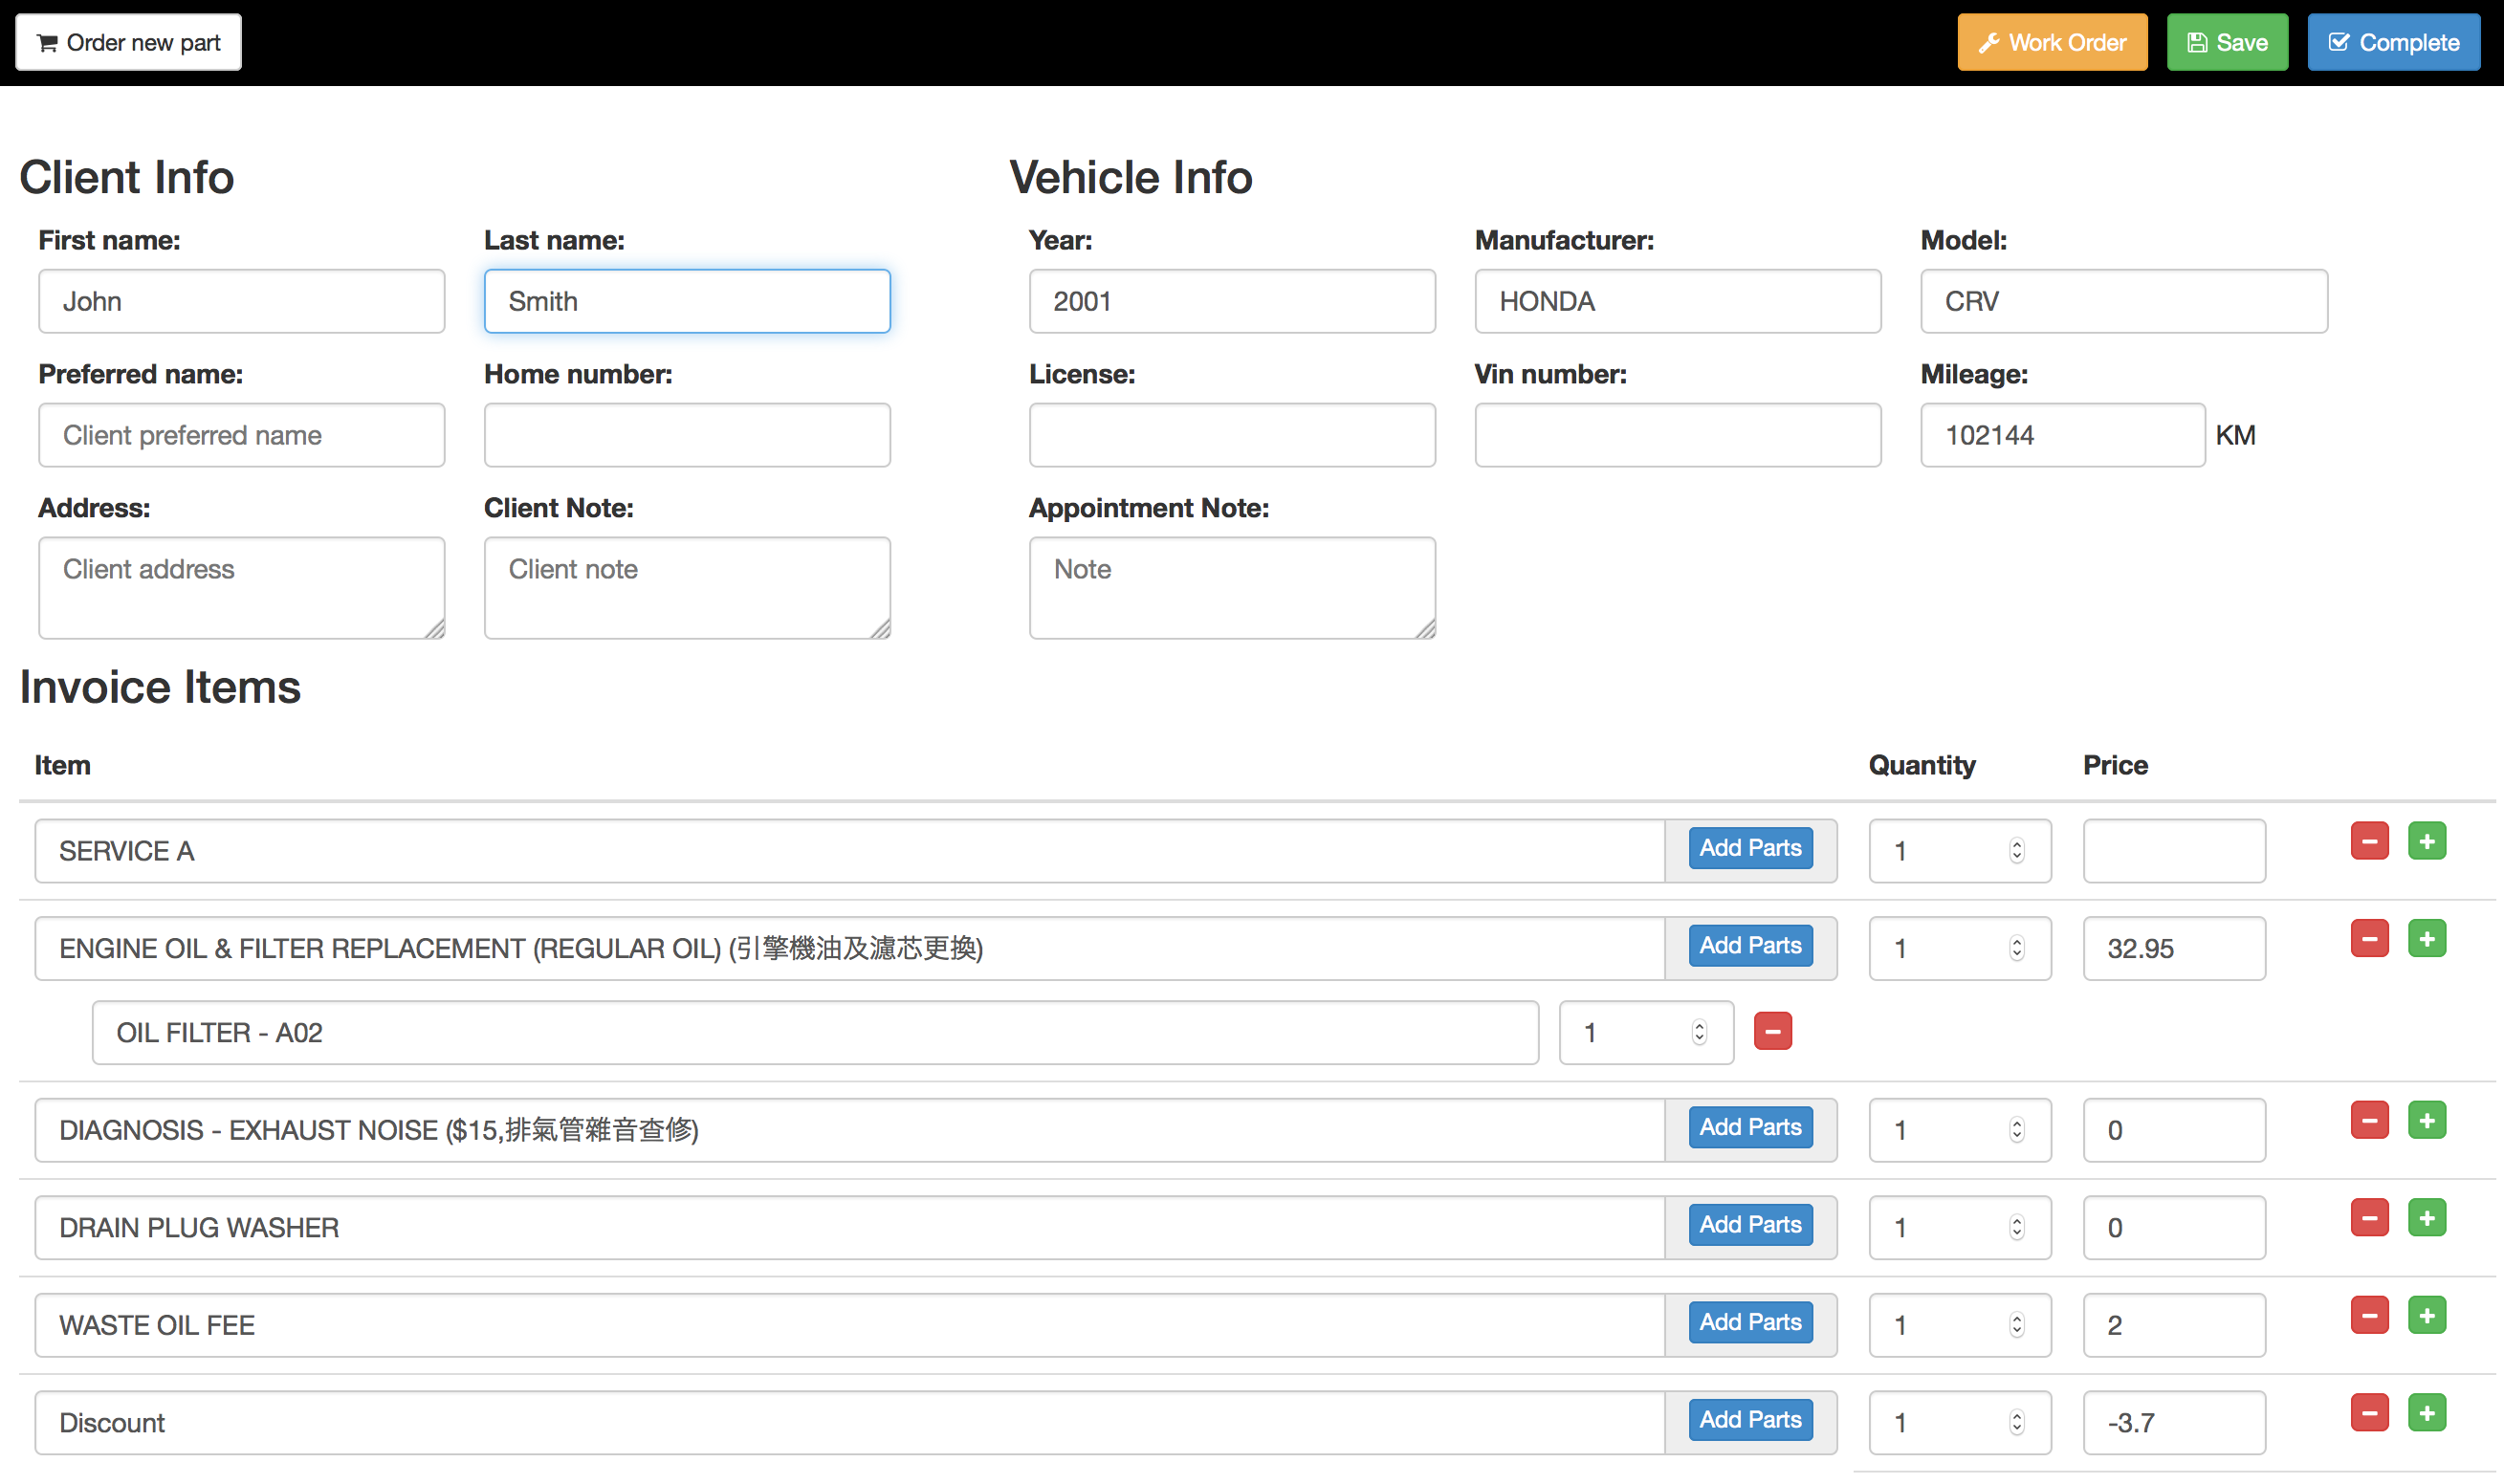 Order new part Work Order Save Complete
Client Info Vehicle Info
First name: Last name: Year: Manufacturer: Model:
John Smith 2001 HONDA CRV
Preferred name: Home number: License: Vin number: Mileage:
Client preferred name 102144 KM
Address: Client Note: Appointment Note:
Client address Client note Note
Invoice Items
Item Quantity Price
SERVICE A Add Parts 1
ENGINE OIL & FILTER REPLACEMENT (REGULAR OIL) (引擎機油及濾芯更換) Add Parts 1 32.95
OIL FILTER - A02 1
DIAGNOSIS - EXHAUST NOISE ($15,排氣管雜音查修) Add Parts 1 0
DRAIN PLUG WASHER Add Parts 1 0
WASTE OIL FEE Add Parts 1 2
Discount Add Parts 1 -3.7